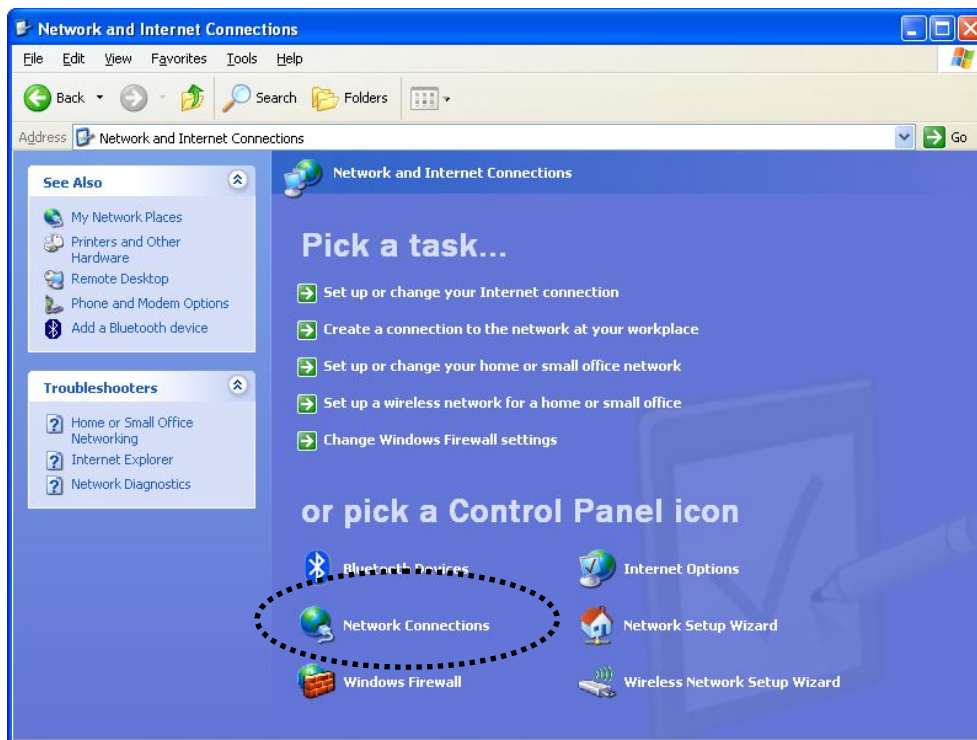 Network and Internet Connections
File Edit View Favorites Tools Help
Back Search Folders
Address Network and Internet Connections Go
See Also
My Network Places
Printers and Other
Hardware
Remote Desktop
Phone and Modem Options
Add a Bluetooth device
Troubleshooters
Home or Small Office
Networking
Internet Explorer
Network Diagnostics
Network and Internet Connections
Pick a task...
Set up or change your Internet connection
Create a connection to the network at your workplace
Set up or change your home or small office network
Set up a wireless network for a home or small office
Change Windows Firewall settings
or pick a Control Panel icon
Bluetooth Devices
Internet Options
Network Connections
Network Setup Wizard
Windows Firewall
Wireless Network Setup Wizard